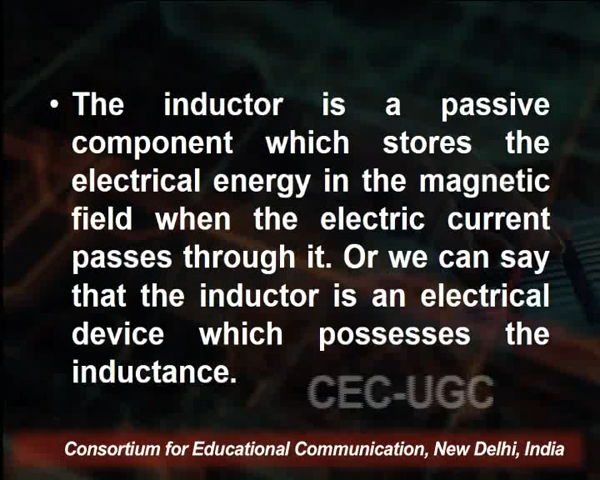 • The inductor is a passive
component which stores the
electrical energy in the magnetic
field when the electric current
passes through it. Or we can say
that the inductor is an electrical
device which possesses the
inductance.
CEC-UGC
Consortium for Educational Communication, New Delhi, India